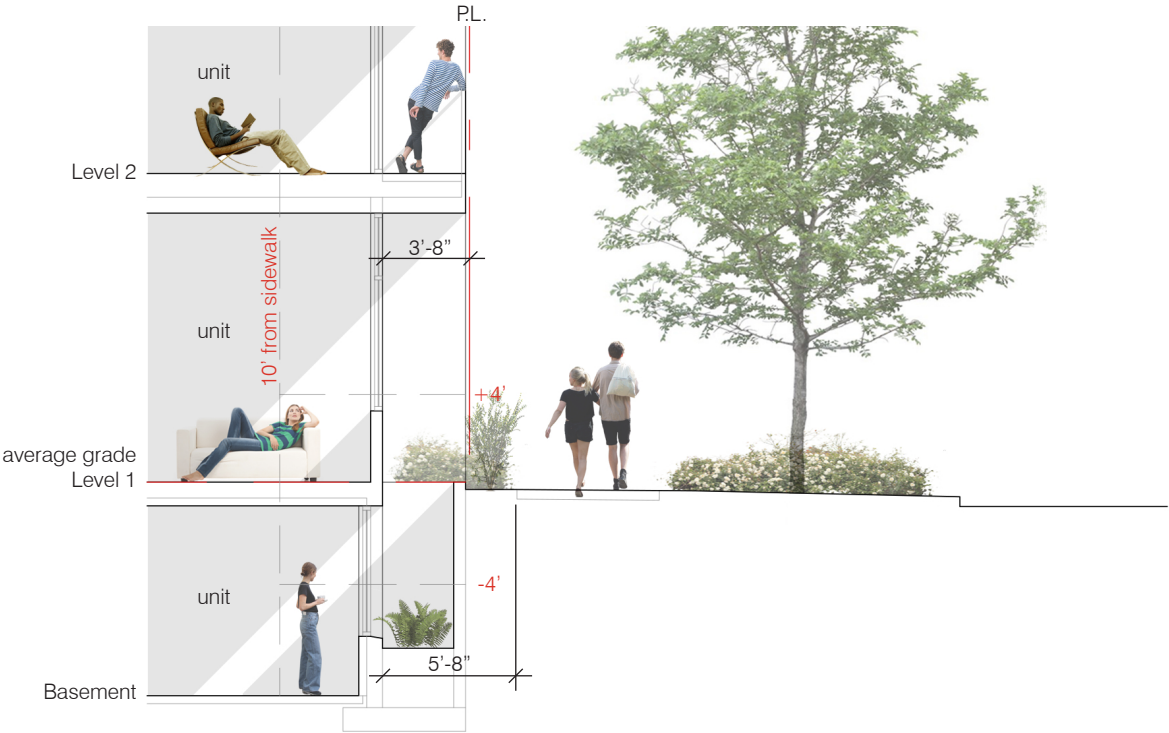 P.L.
unit
Level 2
3’-8”
10’ from sidewalk
unit
+4’
average grade
Level 1
-4’
unit
5’-8”
Basement